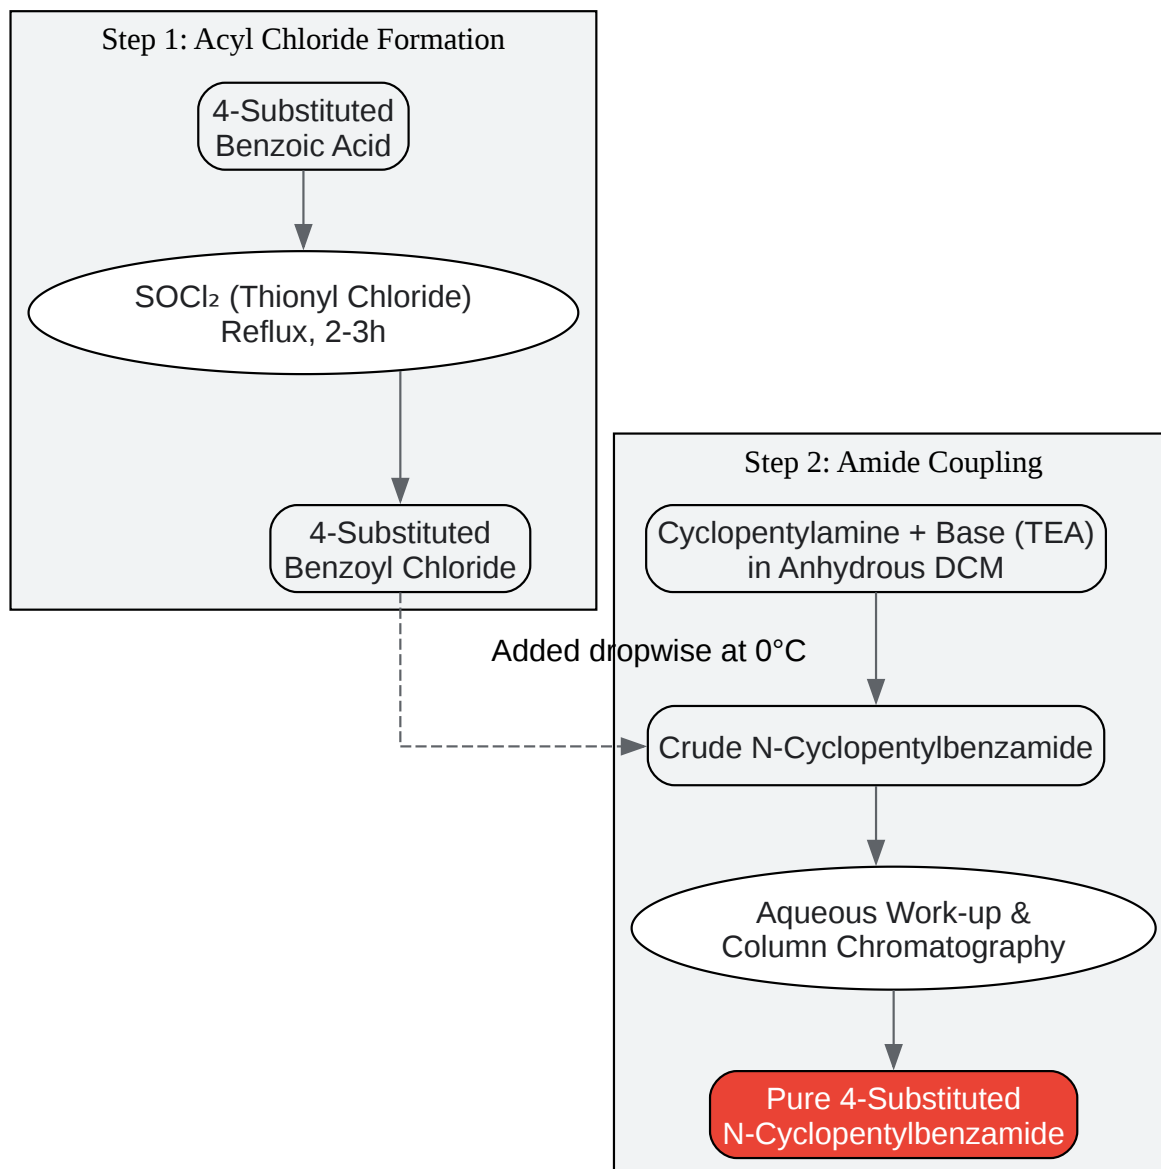 Step 1: Acyl Chloride Formation
4-Substituted
Benzoic Acid
SOCl₂ (Thionyl Chloride)
Reflux, 2-3h
4-Substituted
Benzoyl Chloride
Step 2: Amide Coupling
Cyclopentylamine + Base (TEA)
in Anhydrous DCM
Added dropwise at 0°C
Crude N-Cyclopentylbenzamide
Aqueous Work-up &
Column Chromatography
Pure 4-Substituted
N-Cyclopentylbenzamide